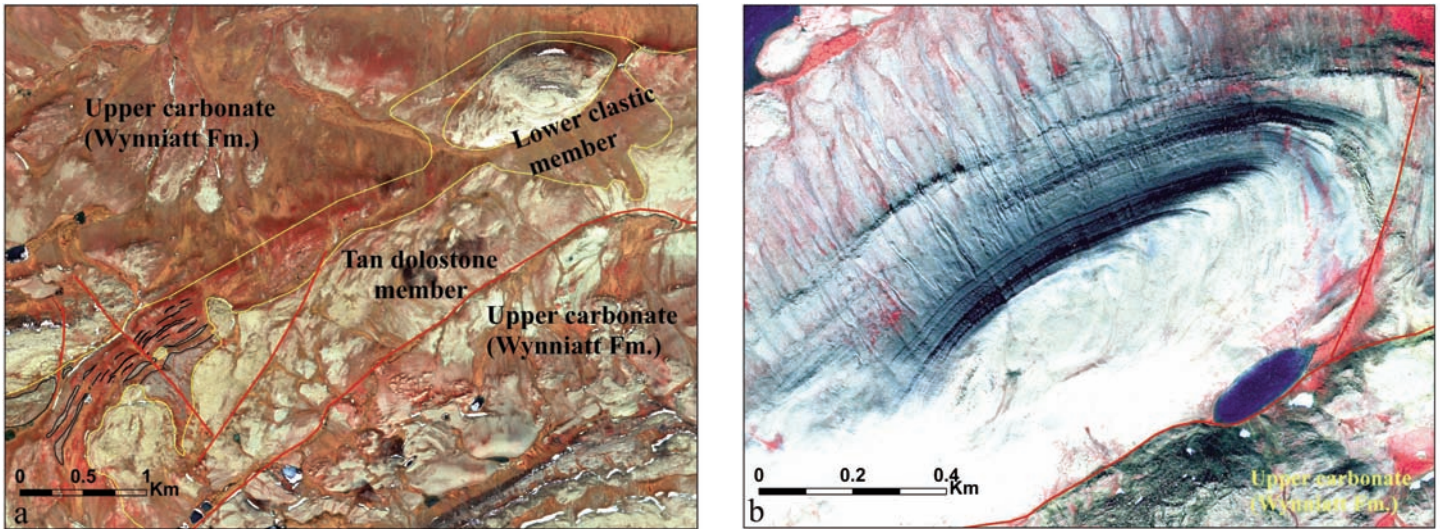 Upper carbonate
(Wynniatt Fm.)
Lower clastic
member
Tan dolostone
member
Upper carbonate
(Wynniatt Fm.)
0 0.5 1
Km
a
0 0.2 0.4
Km
b
Upper carbonate
(Wynniatt Fm.)